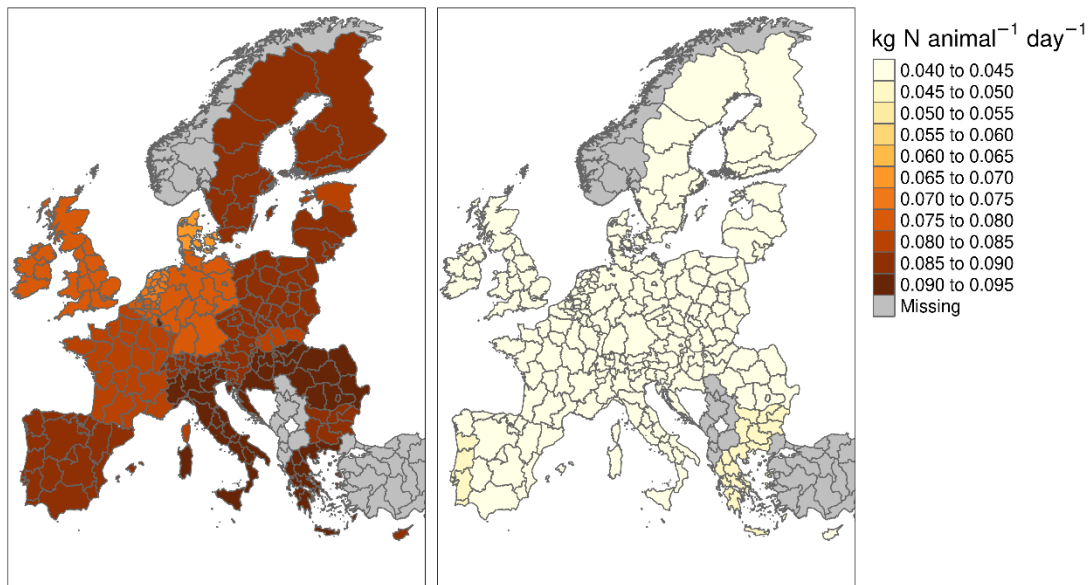 kg N animal⁻¹ day⁻¹
0.040 to 0.045
0.045 to 0.050
0.050 to 0.055
0.055 to 0.060
0.060 to 0.065
0.065 to 0.070
0.070 to 0.075
0.075 to 0.080
0.080 to 0.085
0.085 to 0.090
0.090 to 0.095
Missing